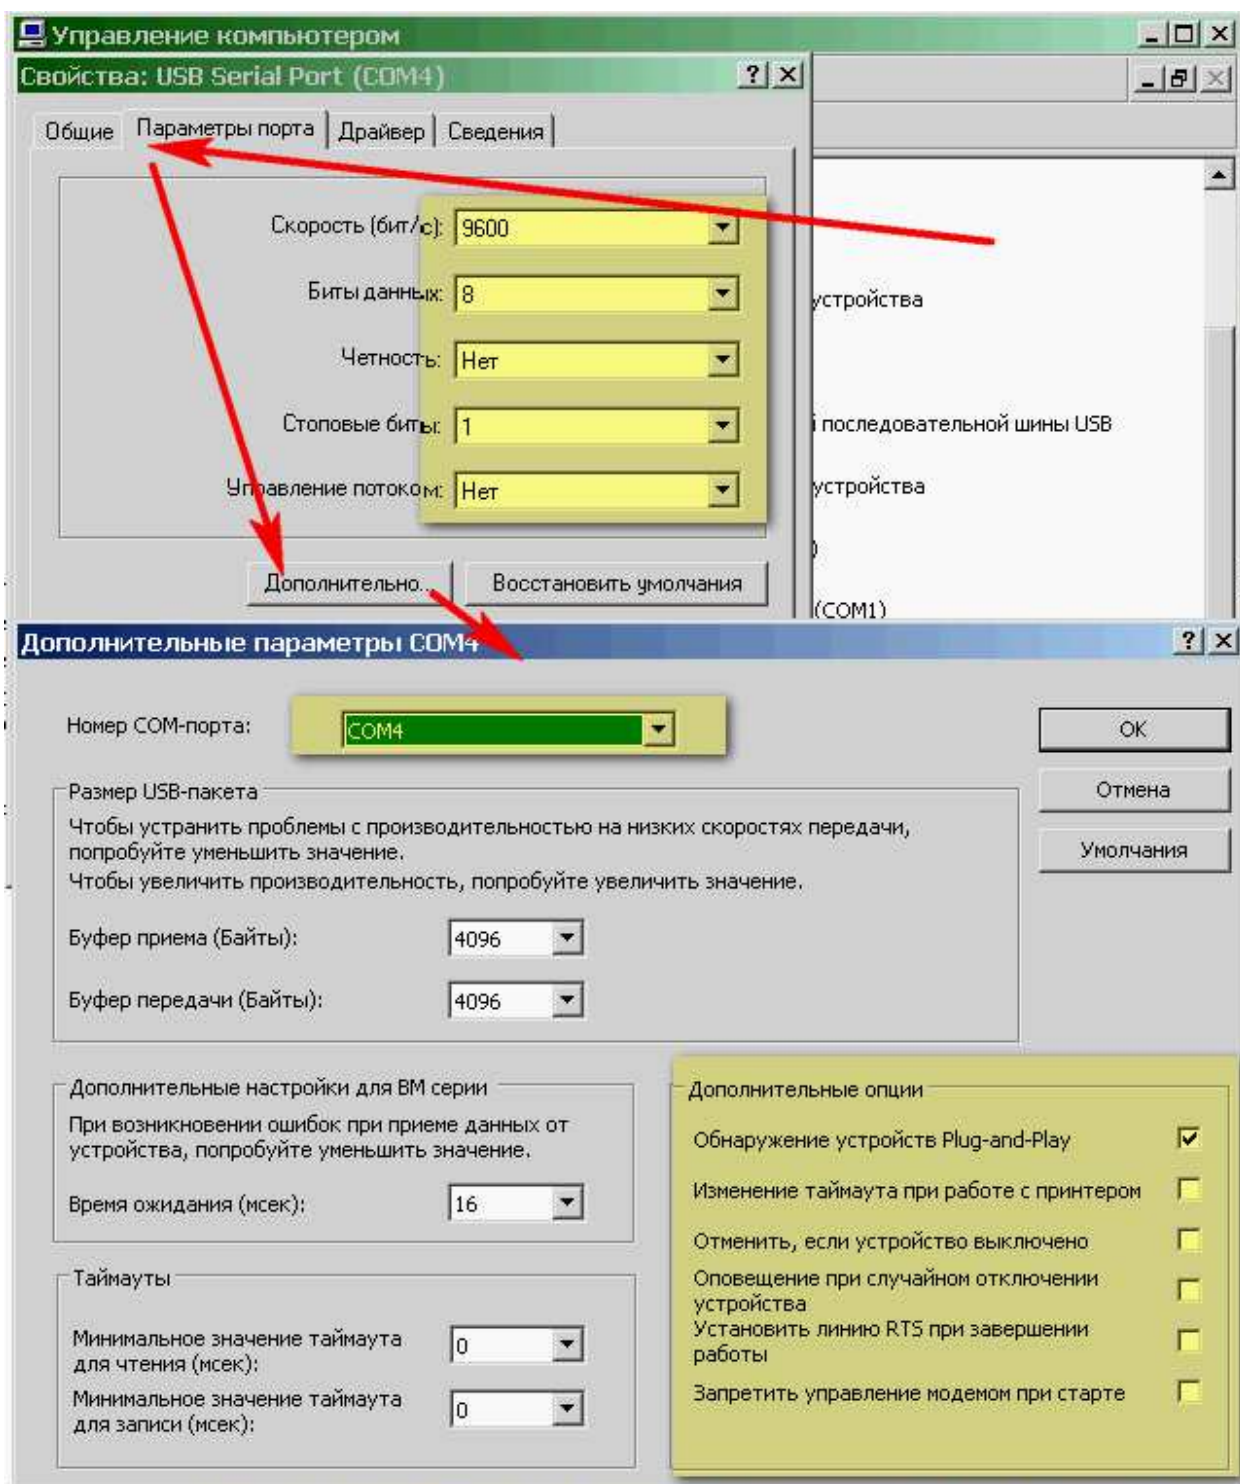 Управление компьютером
Свойства: USB Serial Port (COM4)
Общие Параметры порта Драйвер Сведения
Скорость (бит/с): 9600
Биты данных: 8
устройства
Четность: Нет
Стоповые биты: 1
й последовательной шины USB
Управление потоком: Нет
устройства
)
Дополнительно... Восстановить умолчания
(COM1)
Дополнительные параметры COM4
Номер COM-порта: COM4
OK
Размер USB-пакета
Отмена
Чтобы устранить проблемы с производительностью на низких скоростях передачи,
попробуйте уменьшить значение.
Умолчания
Чтобы увеличить производительность, попробуйте увеличить значение.
Буфер приема (Байты): 4096
Буфер передачи (Байты): 4096
Дополнительные настройки для BM серии
При возникновении ошибок при приеме данных от
устройства, попробуйте уменьшить значение.
Время ожидания (мсек): 16
Таймауты
Минимальное значение таймаута
для чтения (мсек): 0
Минимальное значение таймаута
для записи (мсек): 0
Дополнительные опции
Обнаружение устройств Plug-and-Play
Изменение таймаута при работе с принтером
Отменить, если устройство выключено
Оповещение при случайном отключении
устройства
Установить линию RTS при завершении
работы
Запретить управление модемом при старте